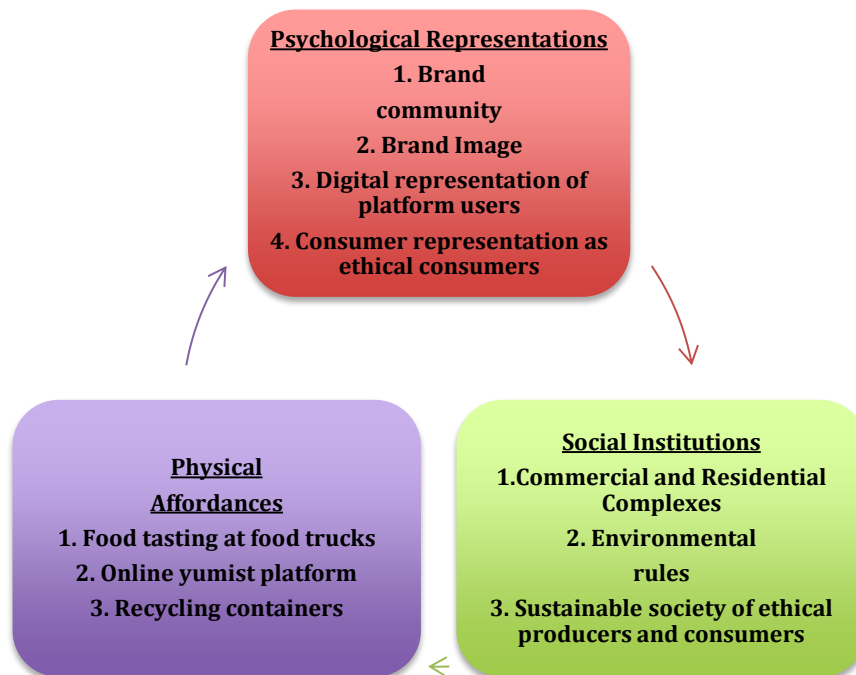 Psychological Representations
1. Brand
community
2. Brand Image
3. Digital representation of
platform users
4. Consumer representation as
ethical consumers
Physical
Affordances
1. Food tasting at food trucks
2. Online yumist platform
3. Recycling containers
Social Institutions
1.Commercial and Residential
Complexes
2. Environmental
rules
3. Sustainable society of ethical
producers and consumers